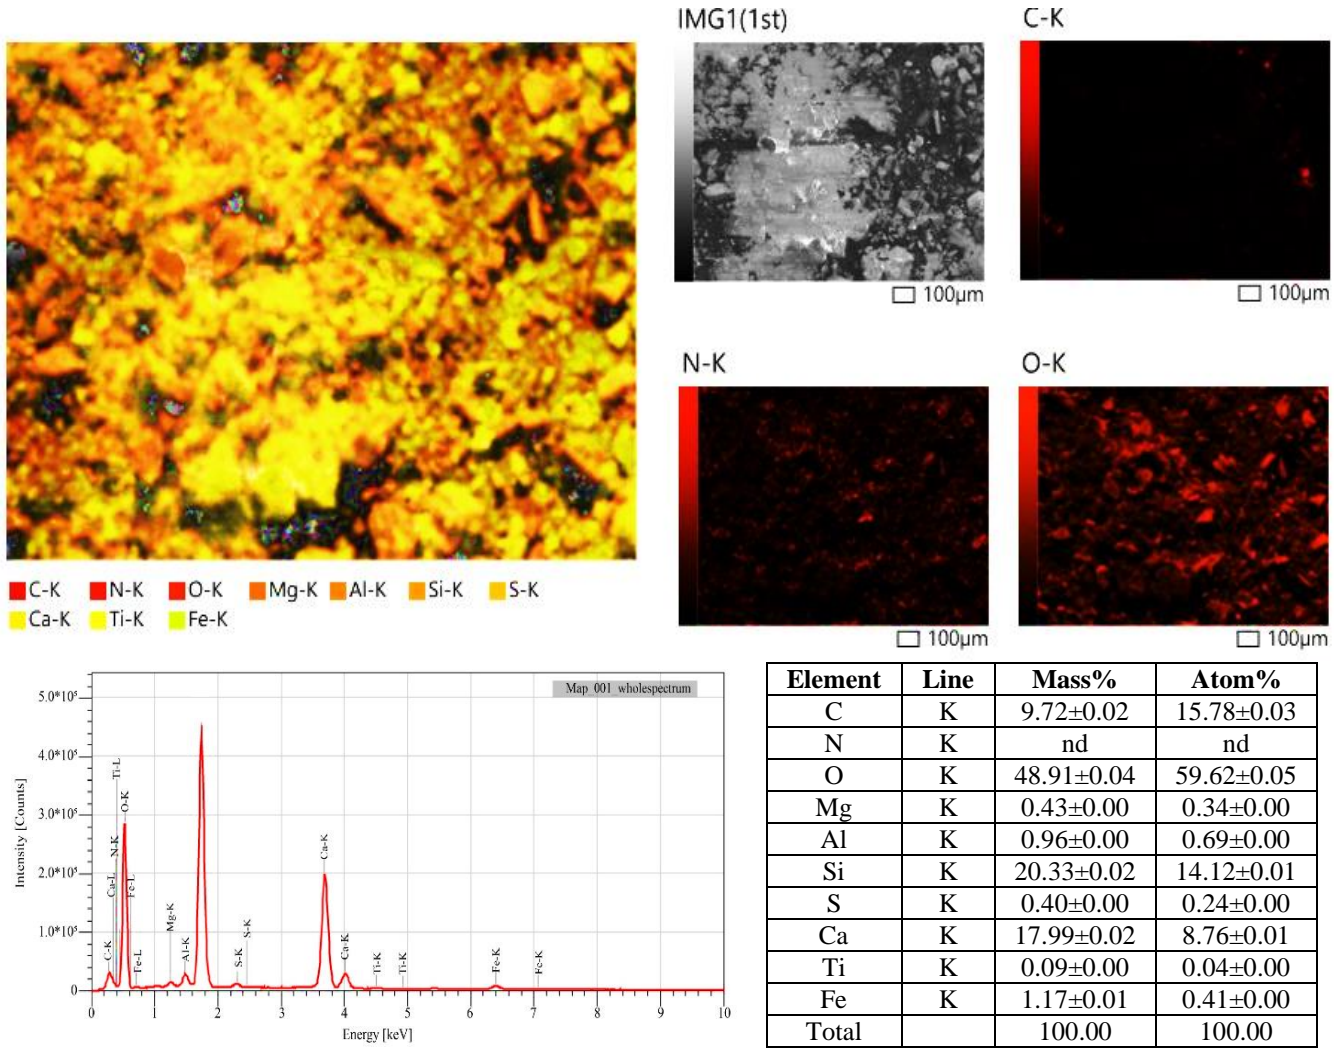 IMG1(1st)
C-K
100μm
100μm
N-K
O-K
100μm
100μm
C-K N-K O-K Mg-K Al-K Si-K S-K
Ca-K Ti-K Fe-K
Map 001 wholespectrum
Intensity [Counts]
5.0*10⁵
4.0*10⁵
3.0*10⁵
2.0*10⁵
1.0*10⁵
0
C-K
Ca-L
N-K
Ti-L
O-K
Fe-L
Fe-L
Mg-K
Al-K
S-K
S-K
Ca-K
Ca-K
Ti-K
Ti-K
Fe-K
Fe-K
0 1 2 3 4 5 6 7 8 9 10
Energy [keV]
Element Line Mass% Atom%
C K 9.72±0.02 15.78±0.03
N K nd nd
O K 48.91±0.04 59.62±0.05
Mg K 0.43±0.00 0.34±0.00
Al K 0.96±0.00 0.69±0.00
Si K 20.33±0.02 14.12±0.01
S K 0.40±0.00 0.24±0.00
Ca K 17.99±0.02 8.76±0.01
Ti K 0.09±0.00 0.04±0.00
Fe K 1.17±0.01 0.41±0.00
Total 100.00 100.00